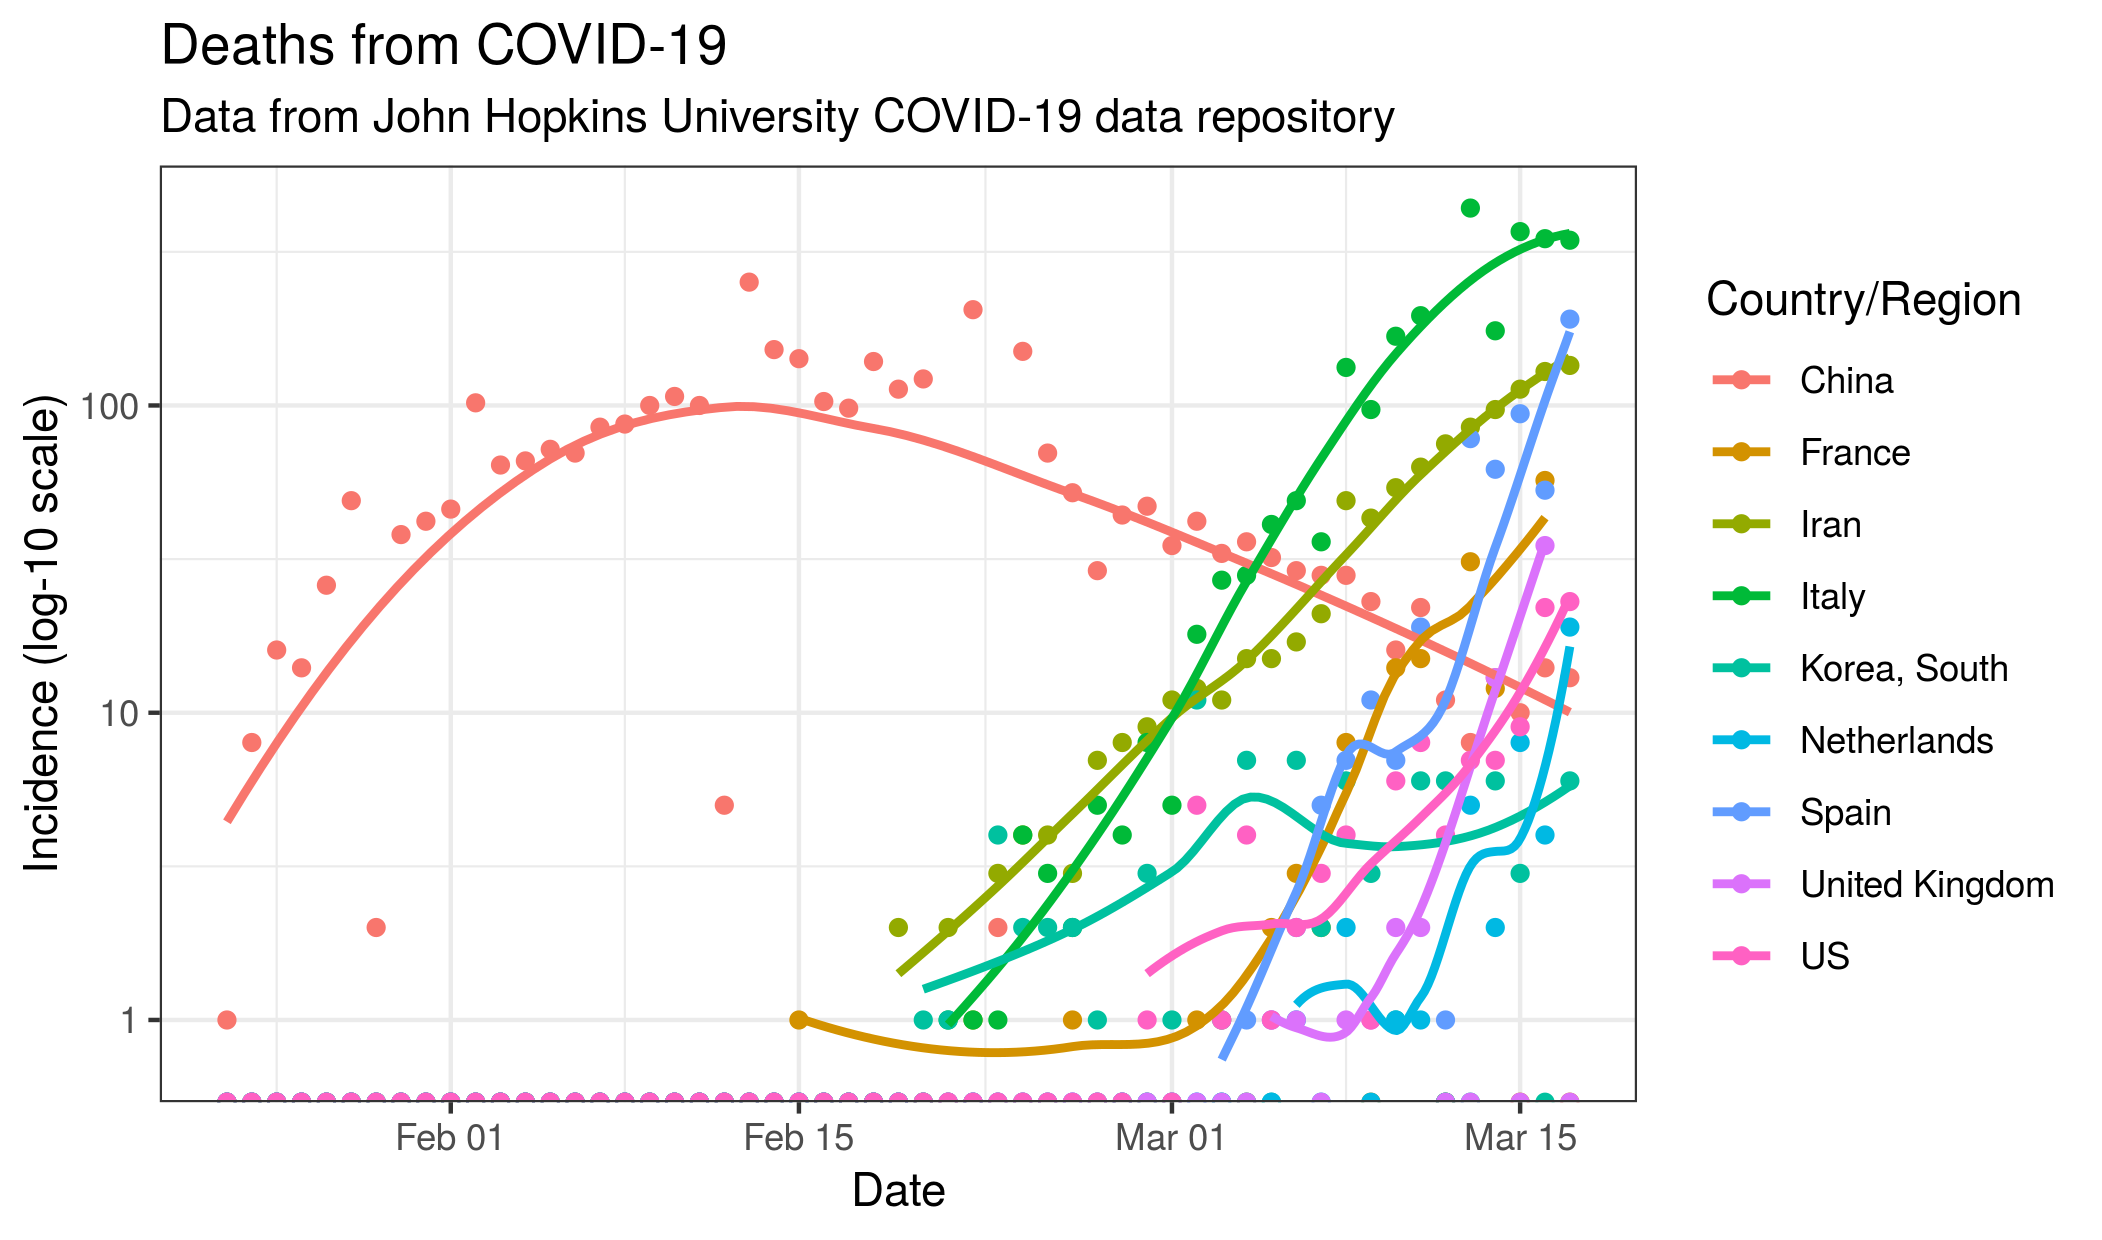 Deaths from COVID-19
Data from John Hopkins University COVID-19 data repository
Incidence (log-10 scale)
100
10
1
Feb 01
Feb 15
Mar 01
Mar 15
Date
Country/Region
China
France
Iran
Italy
Korea, South
Netherlands
Spain
United Kingdom
US